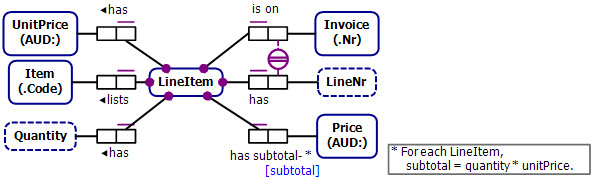 UnitPrice
(AUD:)
◄has
is on
Invoice
(.Nr)
Item
(.Code)
◄lists
LineItem
has
LineNr
Quantity
◄has
has subtotal- *
[subtotal]
Price
(AUD:)
* For each LineItem,
subtotal = quantity * unitPrice.